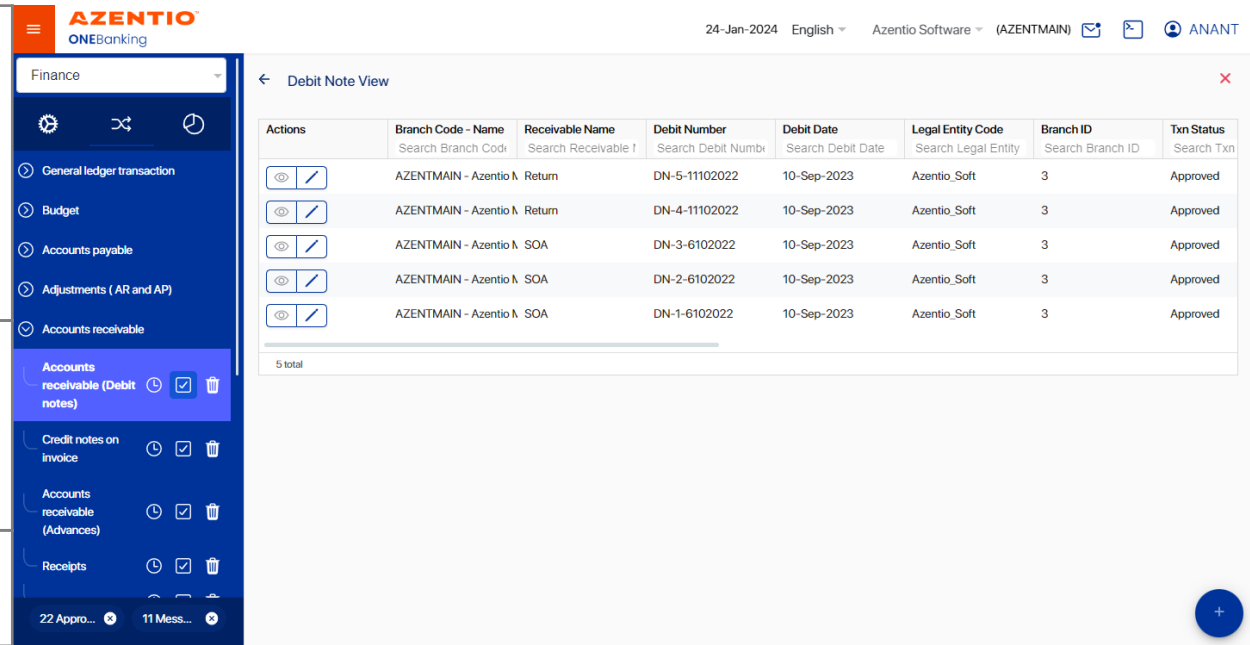 AZENTIO
ONEBanking
24-Jan-2024 English Azentio Software (AZENTMAIN) ANANT
Finance
General ledger transaction
Budget
Accounts payable
Adjustments ( AR and AP)
Accounts receivable
Accounts
receivable (Debit
notes)
Credit notes on
invoice
Accounts
receivable
(Advances)
Receipts
22 Appro... 11 Mess...
Debit Note View
Actions Branch Code - Name Receivable Name Debit Number Debit Date Legal Entity Code Branch ID Txn Status
Search Branch Code Search Receivable Search Debit Numbe Search Debit Date Search Legal Entity Search Branch ID Search Txn
AZENTMAIN - Azentio M Return DN-5-11102022 10-Sep-2023 Azentio_Soft 3 Approved
AZENTMAIN - Azentio M Return DN-4-11102022 10-Sep-2023 Azentio_Soft 3 Approved
AZENTMAIN - Azentio M SOA DN-3-6102022 10-Sep-2023 Azentio_Soft 3 Approved
AZENTMAIN - Azentio M SOA DN-2-6102022 10-Sep-2023 Azentio_Soft 3 Approved
AZENTMAIN - Azentio M SOA DN-1-6102022 10-Sep-2023 Azentio_Soft 3 Approved
5 total